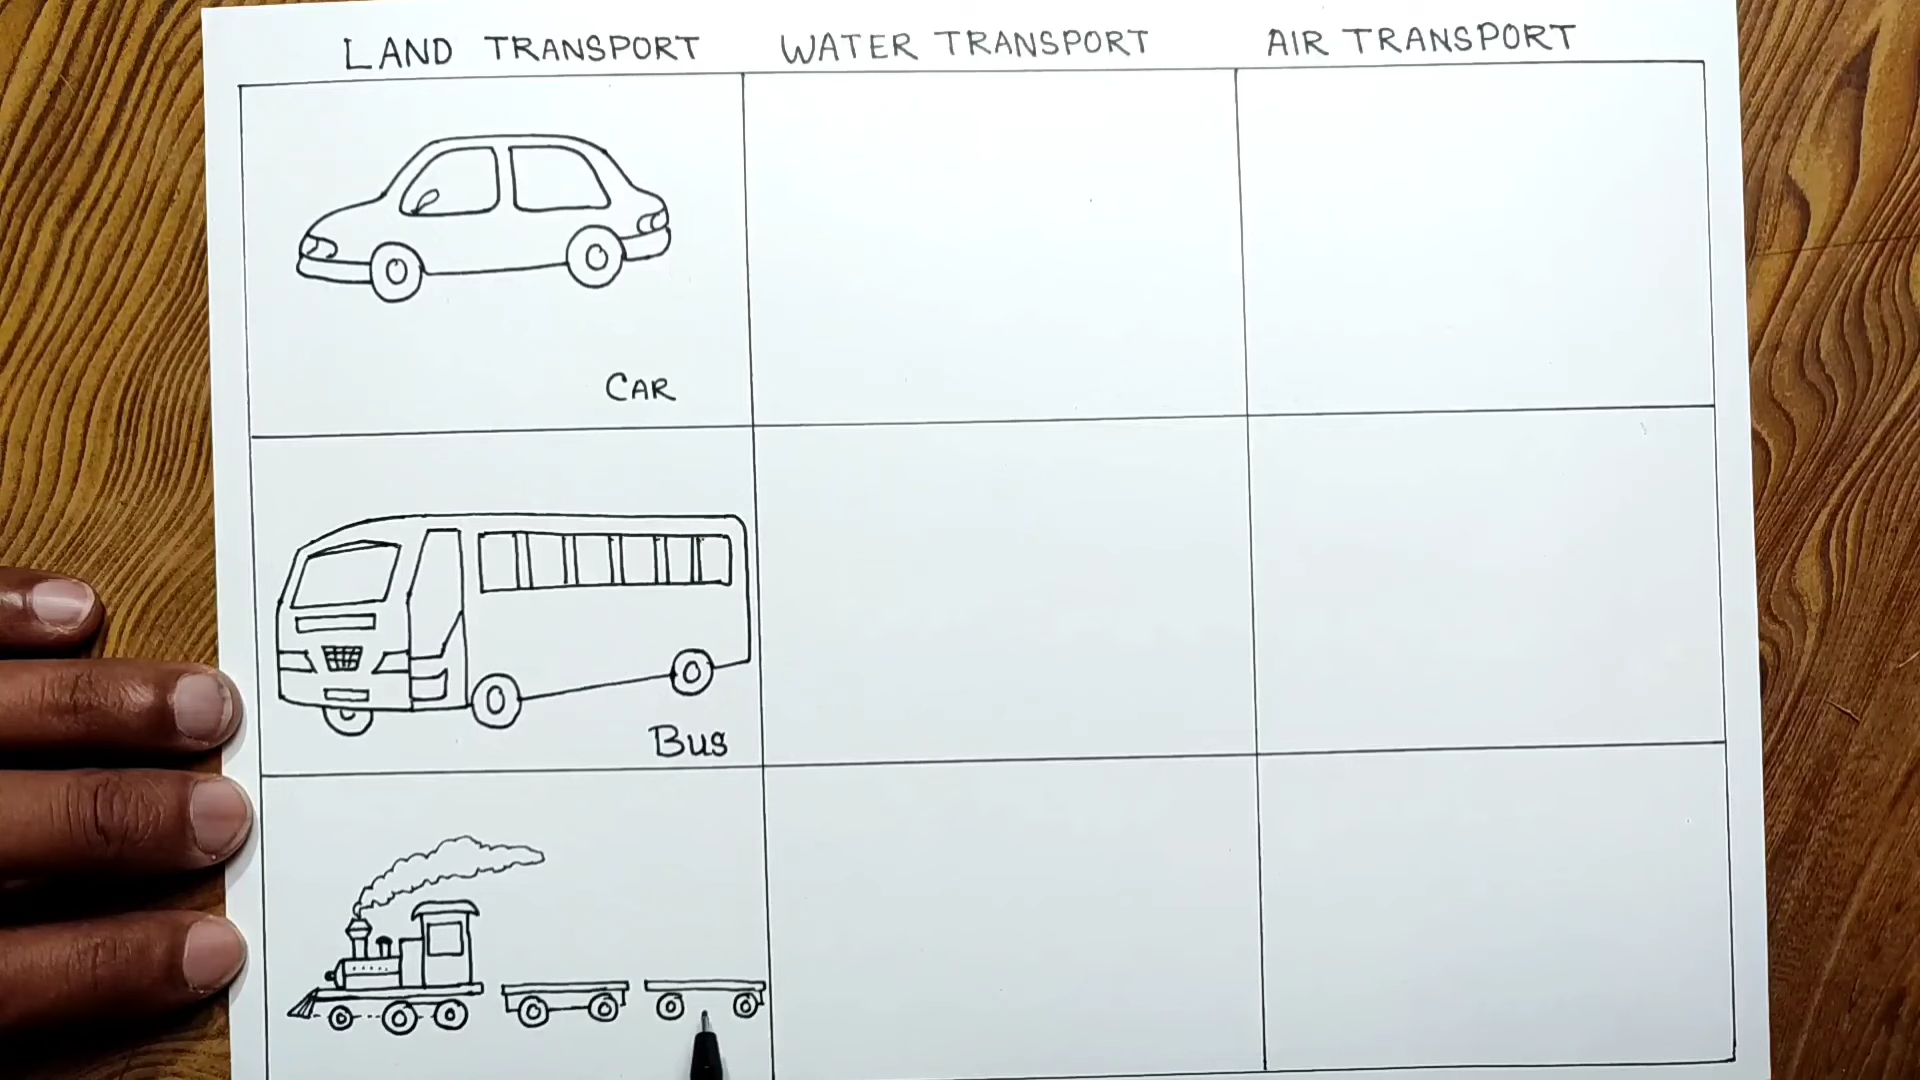 LAND TRANSPORT
WATER TRANSPORT
AIR TRANSPORT
CAR
Bus